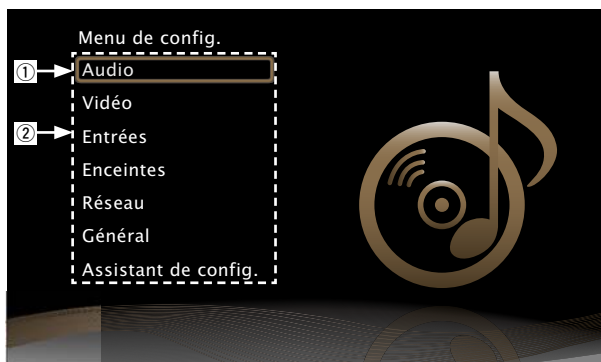 Menu de config.
① Audio
Vidéo
② Entrées
Enceintes
Réseau
Général
Assistant de config.